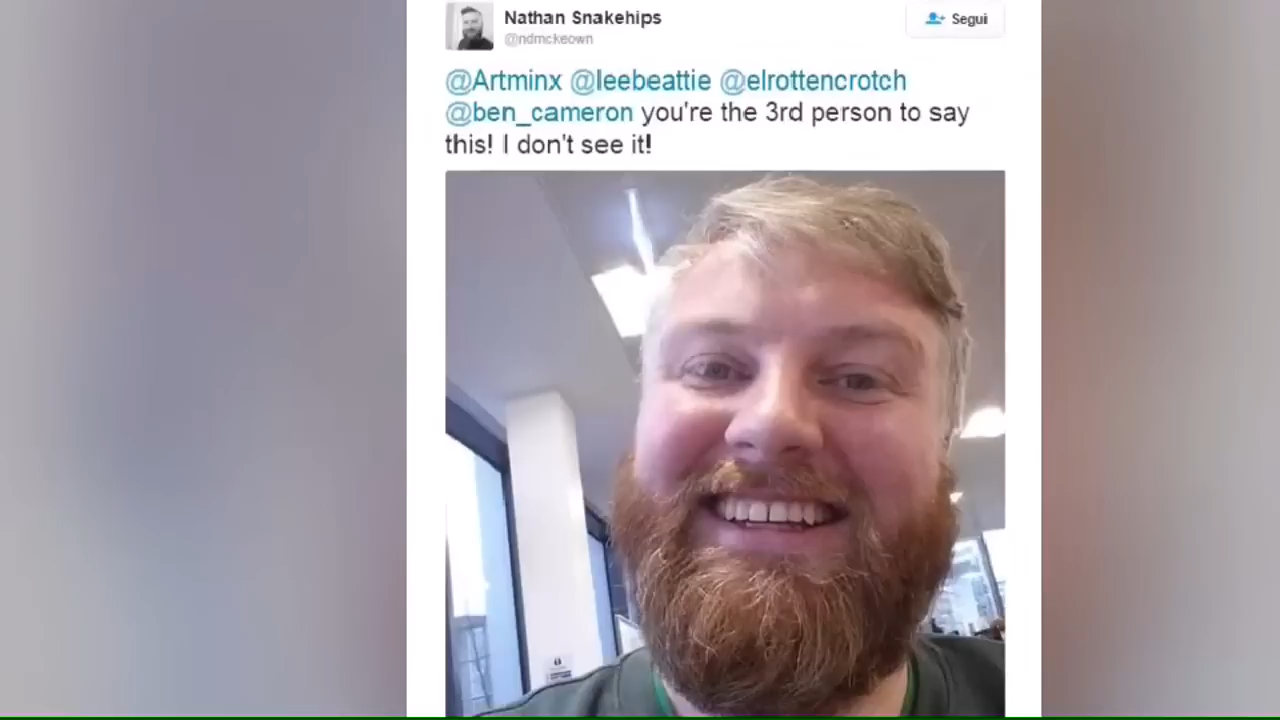 Nathan Snakehips
Segui
@ndmckeown
@Artminx @leebeattie @elrottencrotch
@ben_cameron you're the 3rd person to say
this! I don't see it!